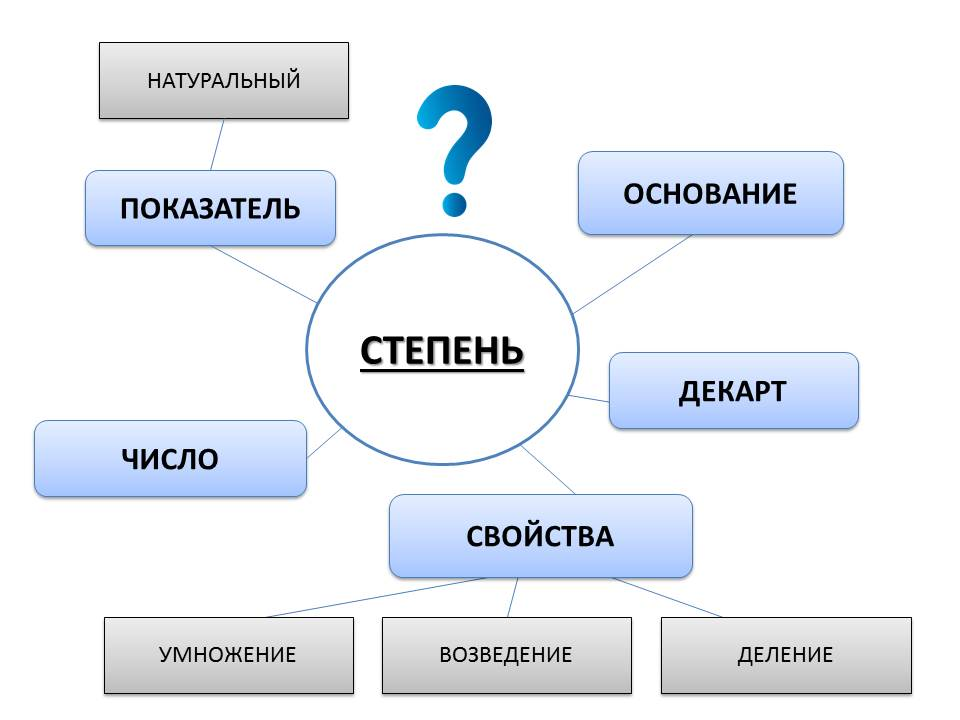 НАТУРАЛЬНЫЙ
?
ПОКАЗАТЕЛЬ
ОСНОВАНИЕ
СТЕПЕНЬ
ДЕКАРТ
ЧИСЛО
СВОЙСТВА
УМНОЖЕНИЕ
ВОЗВЕДЕНИЕ
ДЕЛЕНИЕ